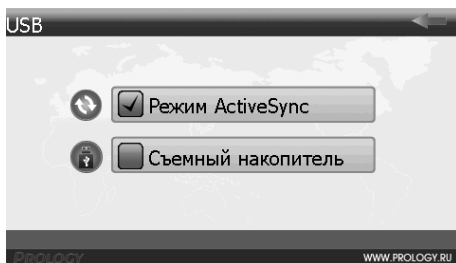 USB
Режим ActiveSync
Съемный накопитель
PROLOGY
WWW.PROLOGY.RU